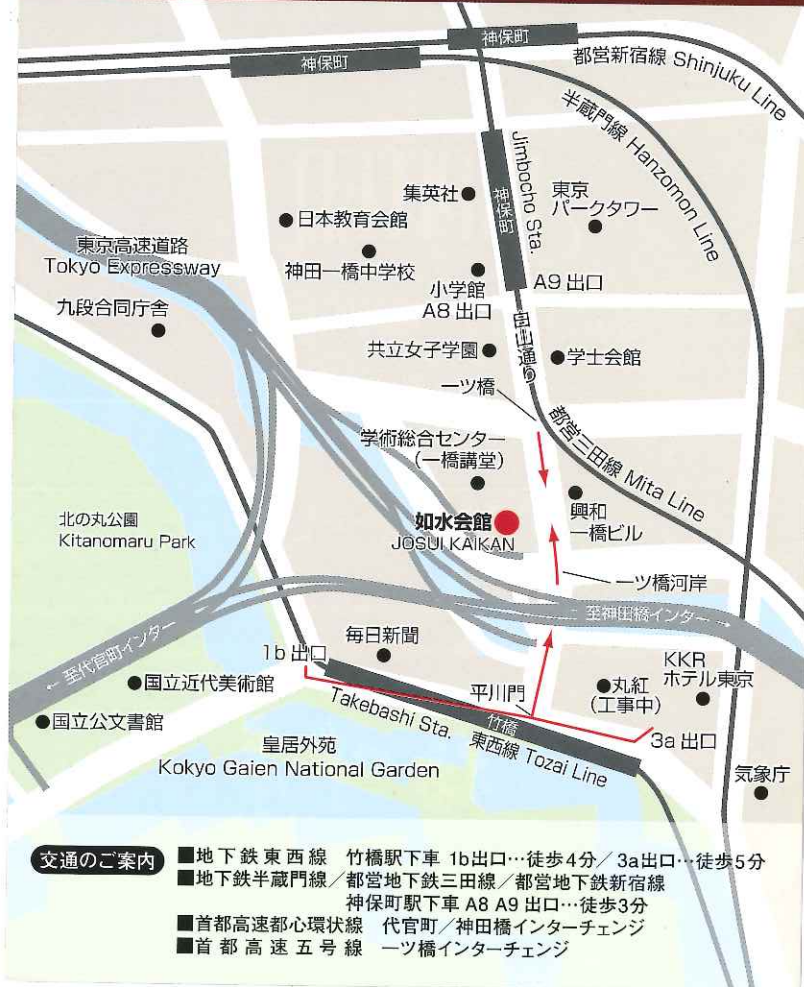 神保町
神保町
都営新宿線 Shinjuku Line
半蔵門線 Hanzomon Line
神保町
Jimbocho Sta.
集英社
東京
パークタワー
日本教育会館
東京高速道路
Tokyo Expressway
神田一橋中学校
小学館
A8 出口
A9 出口
九段合同庁舎
白山通り
共立女子学園
学士会館
一ツ橋
都営三田線 Mita Line
学術総合センター
(一橋講堂)
如水会館
JOSUI KAIKAN
興和
一橋ビル
北の丸公園
Kitanomaru Park
一ツ橋河岸
至神田橋インター →
← 至代官町インター
毎日新聞
1b 出口
国立近代美術館
Takebashi Sta.
平川門
丸紅
(工事中)
KKR
ホテル東京
国立公文書館
竹橋
東西線 Tozai Line
3a 出口
皇居外苑
Kokyo Gaien National Garden
気象庁
交通のご案内
■地下鉄東西線 竹橋駅下車 1b出口…徒歩4分/3a出口…徒歩5分
■地下鉄半蔵門線/都営地下鉄三田線/都営地下鉄新宿線
神保町駅下車 A8 A9 出口…徒歩3分
■首都高速都心環状線 代官町/神田橋インターチェンジ
■首都高速五号線 一ツ橋インターチェンジ